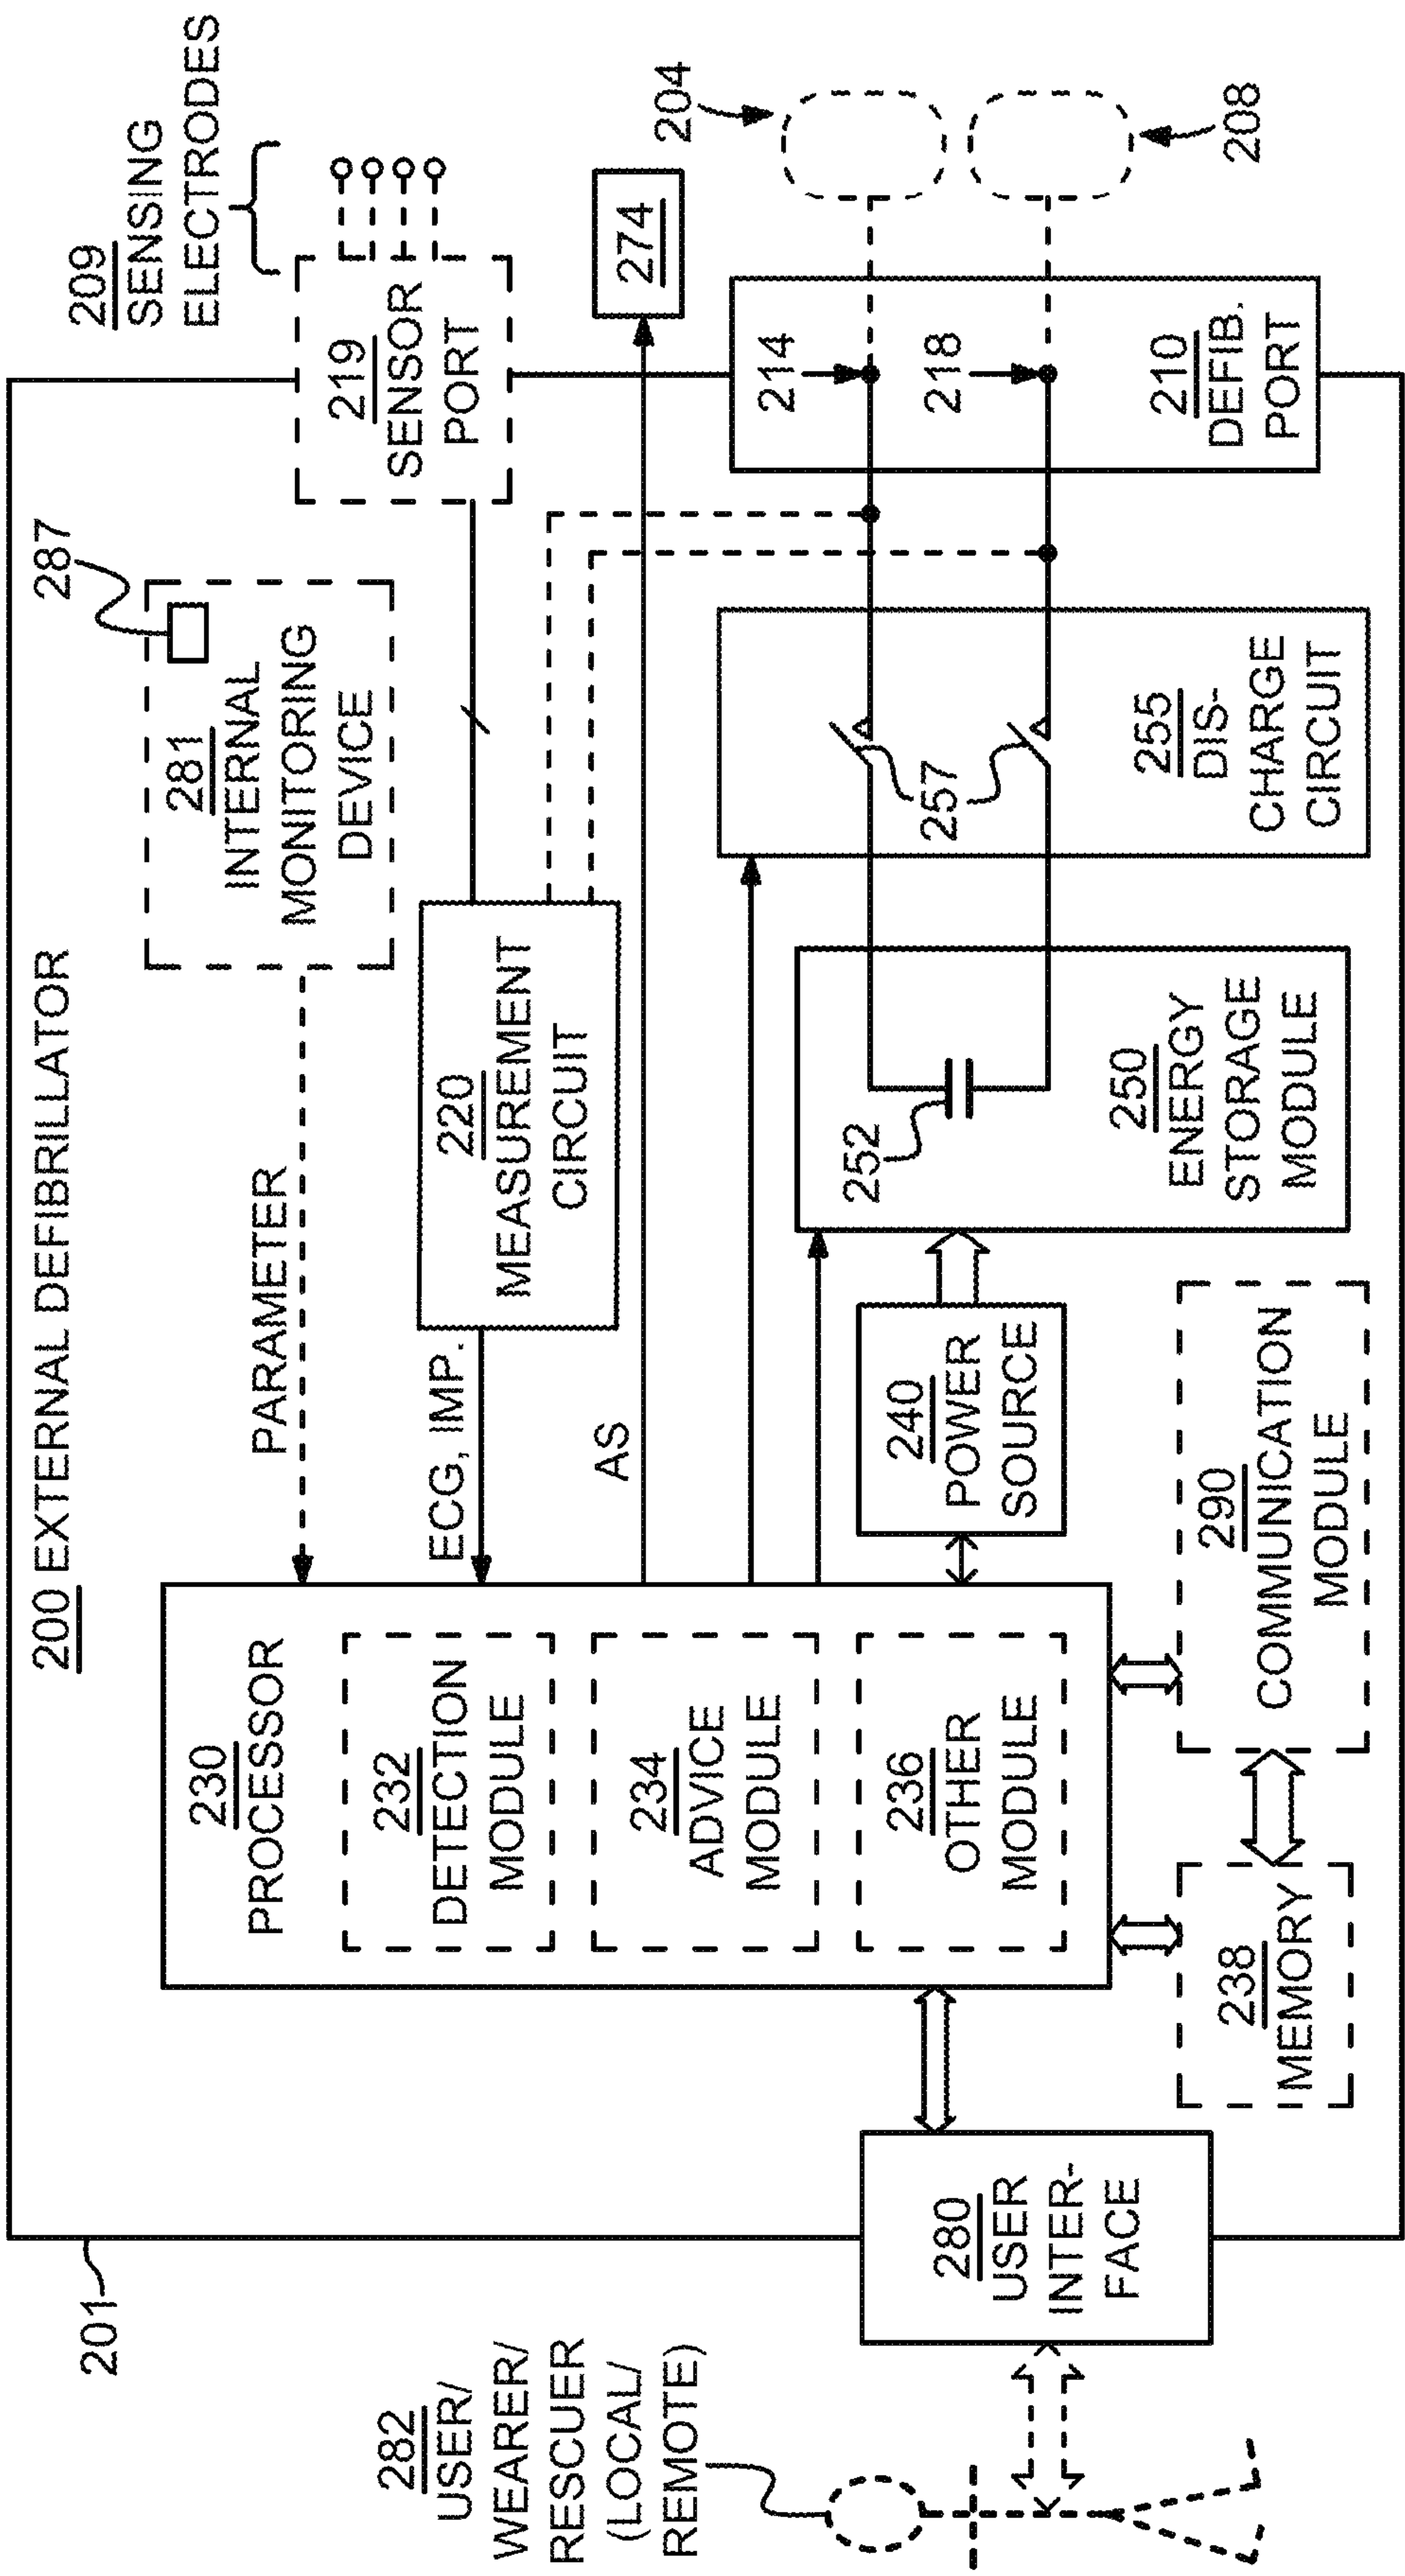 200 EXTERNAL DEFIBRILLATOR
201
282
USER/
WEARER/
RESCUER
(LOCAL/
REMOTE)
280
USER
INTER-
FACE
230
PROCESSOR
232
DETECTION
MODULE
234
ADVICE
MODULE
236
OTHER
MODULE
238
MEMORY
290
COMMUNICATION
MODULE
PARAMETER
ECG, IMP.
AS
240
POWER
SOURCE
220
MEASUREMENT
CIRCUIT
281
INTERNAL
MONITORING
DEVICE
287
250
ENERGY
STORAGE
MODULE
252
255
DIS-
CHARGE
CIRCUIT
257
219
SENSOR
PORT
209
SENSING
ELECTRODES
274
214
218
210
DEFIB.
PORT
204
208